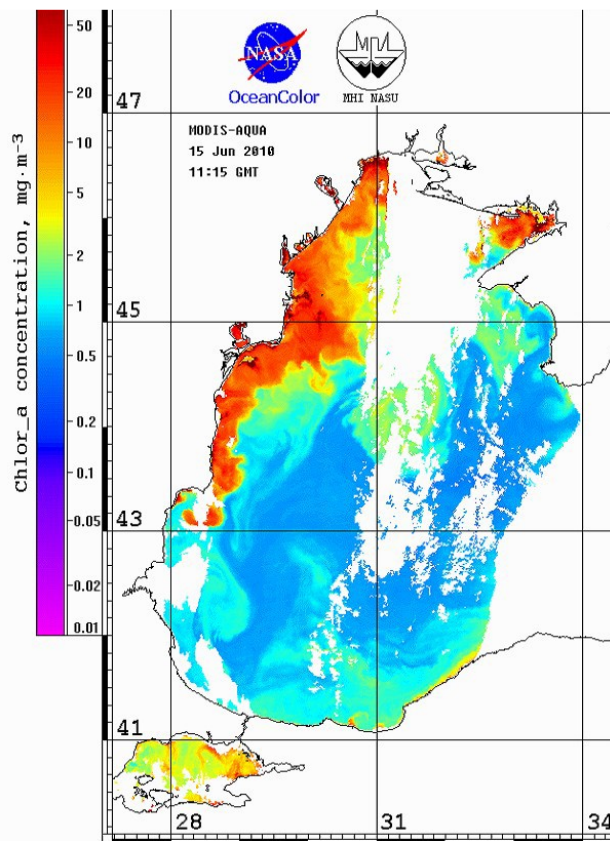 Chlor_a concentration, mg·m⁻³
50
20
10
5
2
1
0.5
0.2
0.1
0.05
0.02
0.01
NASA
OceanColor
МГИ
MHI NASU
MODIS-AQUA
15 Jun 2010
11:15 GMT
47
45
43
41
28
31
34